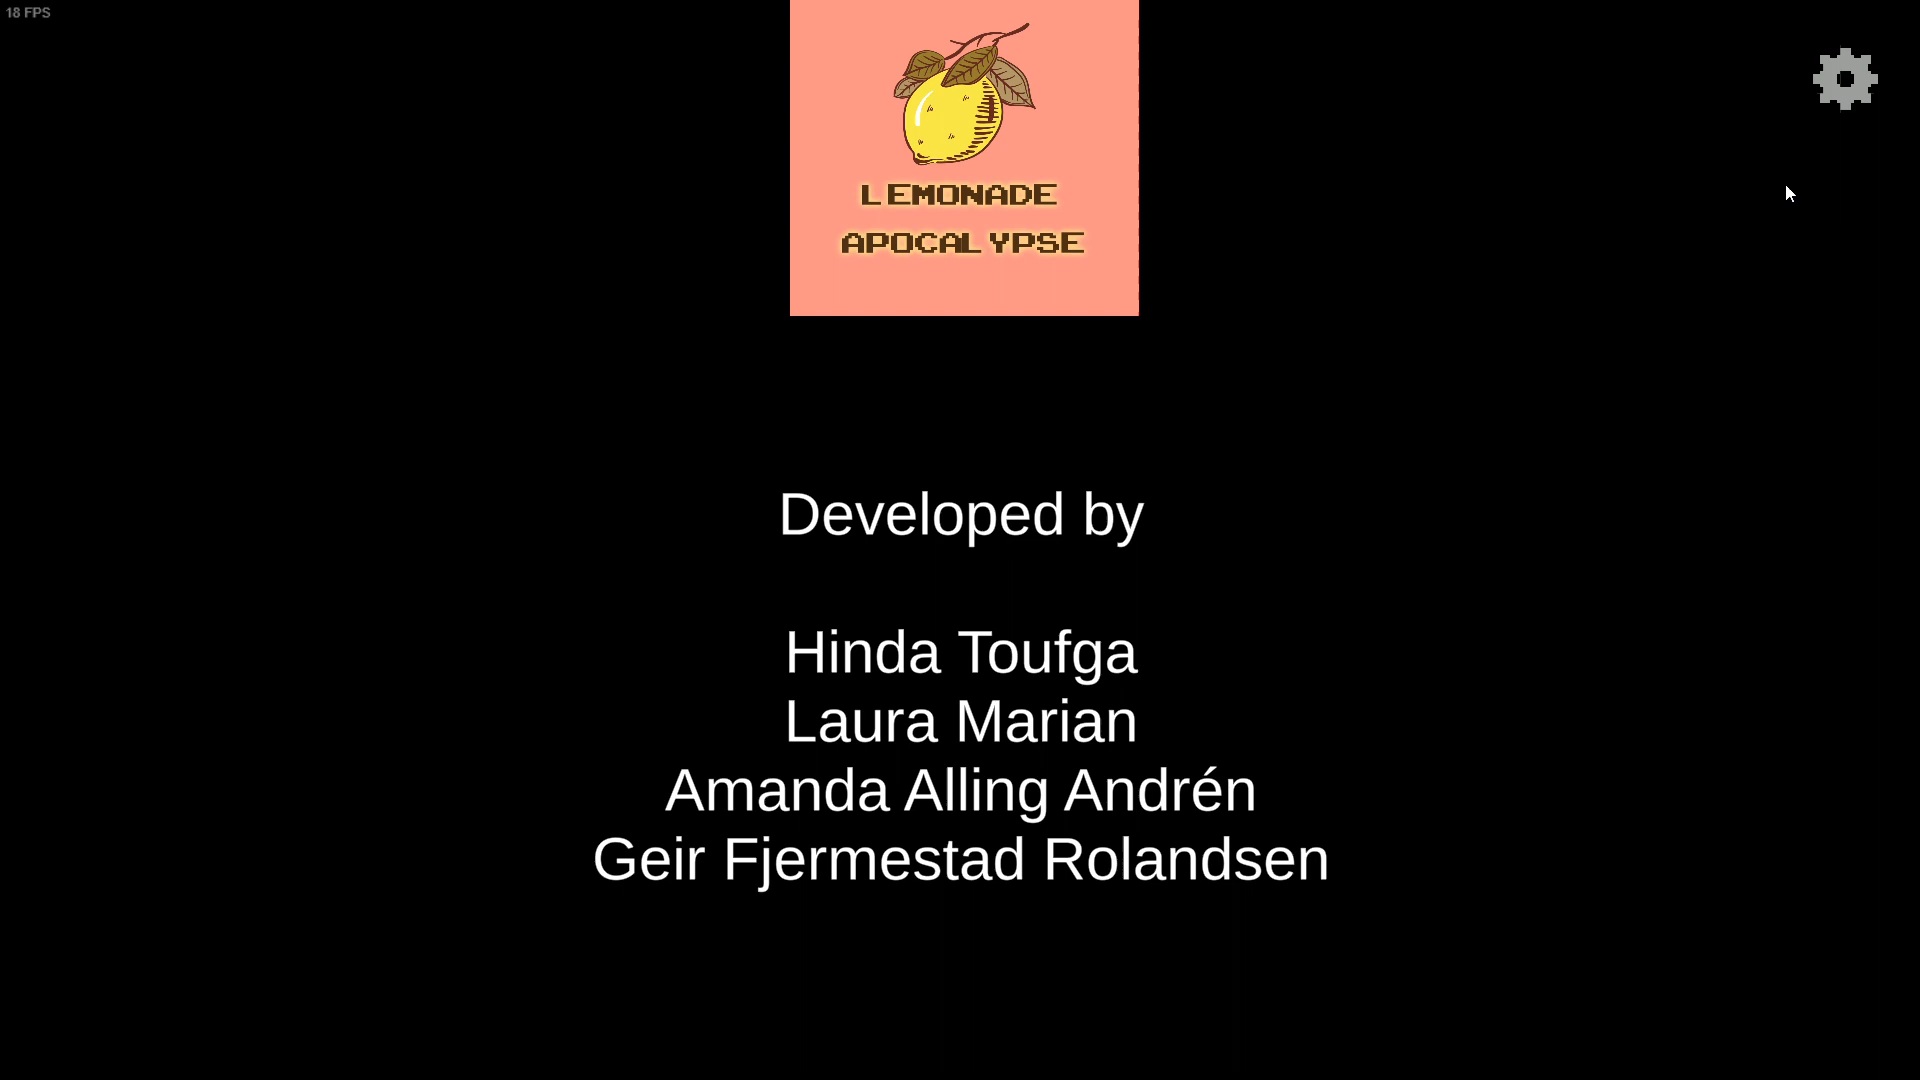 18 FPS
LEMONADE
APOCALYPSE
Developed by
Hinda Toufga
Laura Marian
Amanda Alling Andrén
Geir Fjermestad Rolandsen